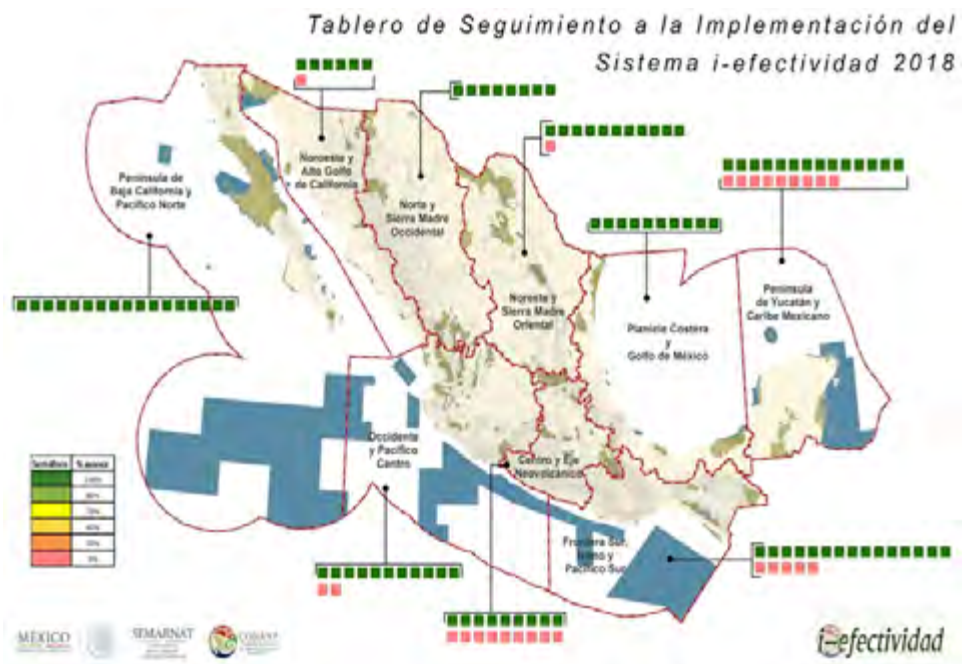 Tablero de Seguimiento a la Implementación del
Sistema i-efectividad 2018
Península de
Baja California y
Pacífico Norte
Noroeste y
Alto Golfo
de California
Norte y
Sierra Madre
Occidental
Noreste y
Sierra Madre
Oriental
Planicie Costera
y
Golfo de México
Península
de Yucatán y
Caribe Mexicano
Occidente
y Pacífico
Centro
Centro y Eje
Neovolcánico
Frontera Sur,
Istmo y
Pacífico Sur
MÉXICO
SEMARNAT
i-efectividad